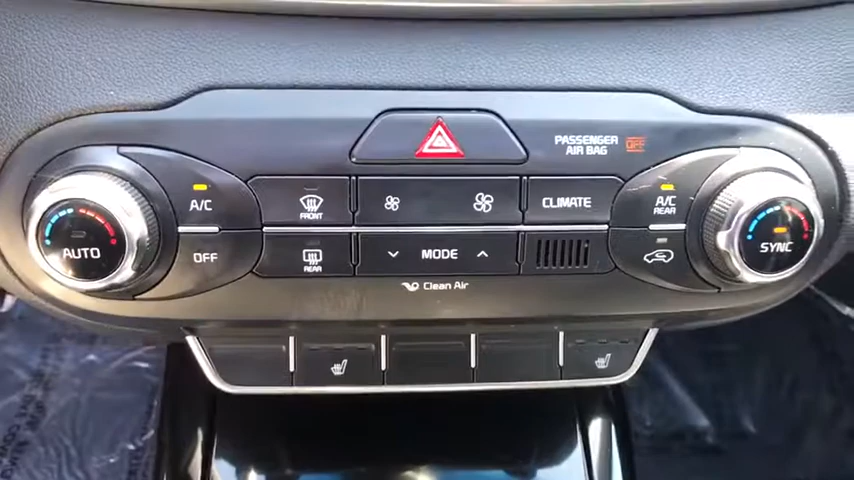 PASSENGER
AIR BAG
OFF
A/C
FRONT
CLIMATE
A/C
REAR
AUTO
OFF
REAR
MODE
SYNC
Clean Air